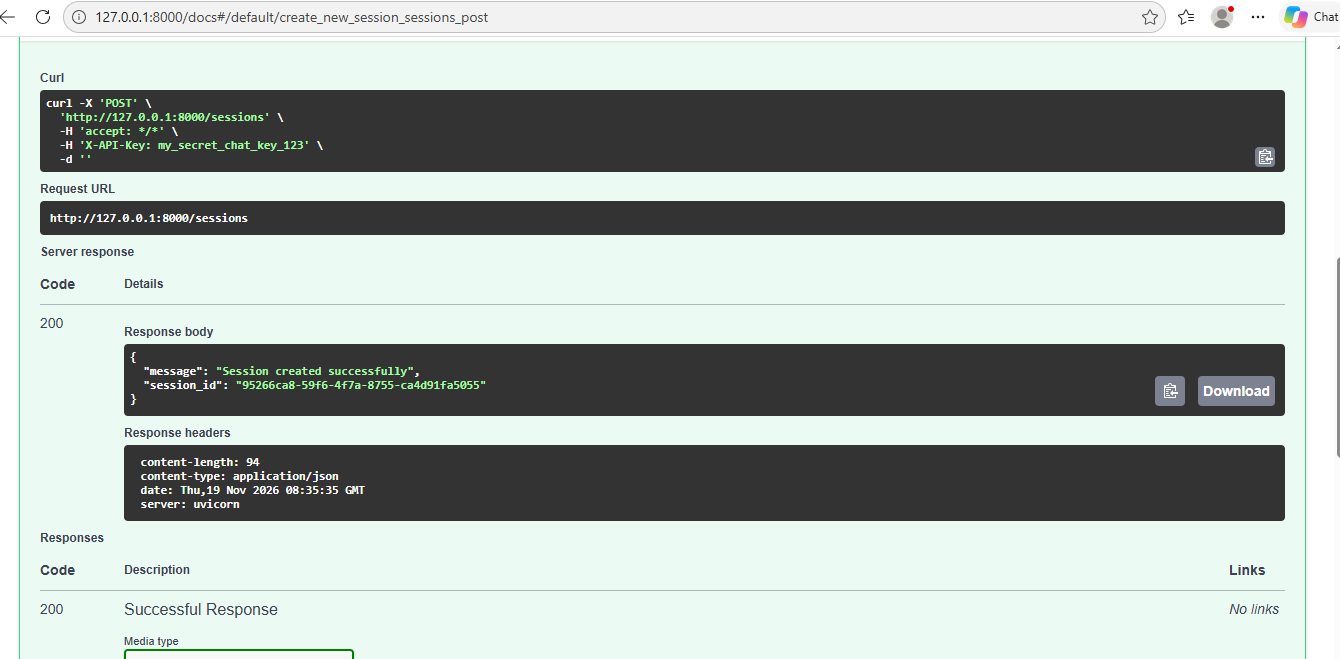 127.0.0.1:8000/docs#/default/create_new_session_sessions_post
Chat
Curl
curl -X 'POST' \
'http://127.0.0.1:8000/sessions' \
-H 'accept: */*' \
-H 'X-API-Key: my_secret_chat_key_123' \
-d ''
Request URL
http://127.0.0.1:8000/sessions
Server response
Code Details
200
Response body
{
"message": "Session created successfully",
"session_id": "95266ca8-59f6-4f7a-8755-ca4d91fa5055"
}
Download
Response headers
content-length: 94
content-type: application/json
date: Thu,19 Nov 2026 08:35:35 GMT
server: uvicorn
Responses
Code Description Links
200 Successful Response No links
Media type